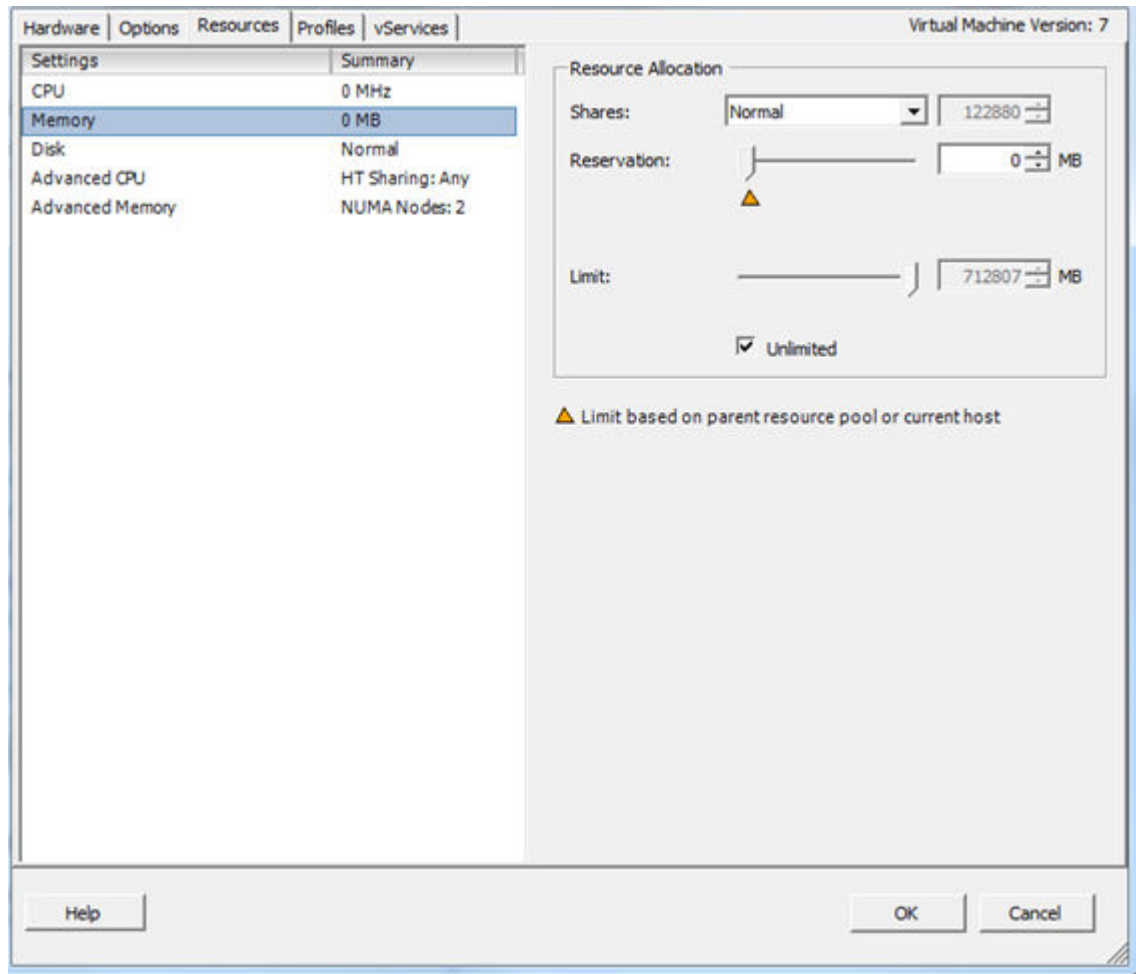 Hardware Options Resources Profiles vServices Virtual Machine Version: 7
Settings Summary
CPU 0 MHz
Memory 0 MB
Disk Normal
Advanced CPU HT Sharing: Any
Advanced Memory NUMA Nodes: 2
Resource Allocation
Shares: Normal 122880
Reservation: 0 MB
Limit: 712807 MB
Unlimited
Limit based on parent resource pool or current host
Help OK Cancel